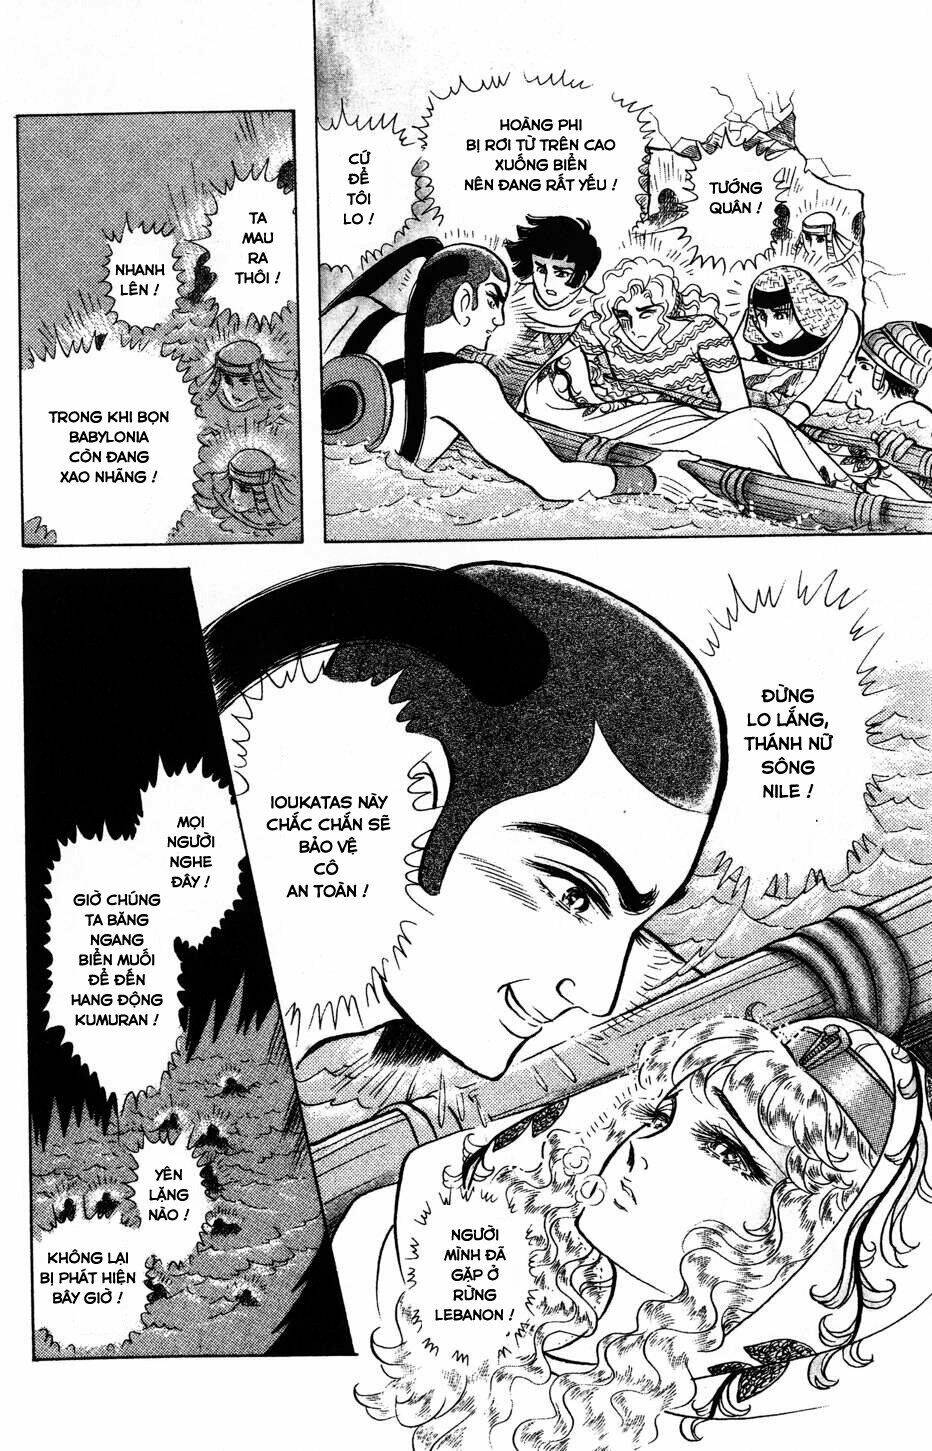 TƯỚNG
QUÂN !
HOÀNG PHI
BỊ RƠI TỪ TRÊN CAO
XUỐNG BIỂN
NÊN ĐANG RẤT YẾU !
CỨ
ĐỂ
TÔI
LO !
TA
MAU
RA
THÔI !
NHANH
LÊN !
TRONG KHI BỌN
BABYLONIA
CÒN ĐANG
XAO NHÃNG !
ĐỪNG
LO LẮNG,
THÁNH NỮ
SÔNG
NILE !
IOUKATAS NÀY
CHẮC CHẮN SẼ
BẢO VỆ
CÔ
AN TOÀN !
NGƯỜI
MÌNH ĐÃ
GẶP Ở
RỪNG
LEBANON !
MỌI
NGƯỜI
NGHE
ĐÂY !
GIỜ CHÚNG
TA BĂNG
NGANG
BIỂN MUỐI
ĐỂ ĐẾN
HANG ĐỘNG
KUMURAN !
YÊN
LẶNG
NÀO !
KHÔNG LẠI
BỊ PHÁT HIỆN
BÂY GIỜ !